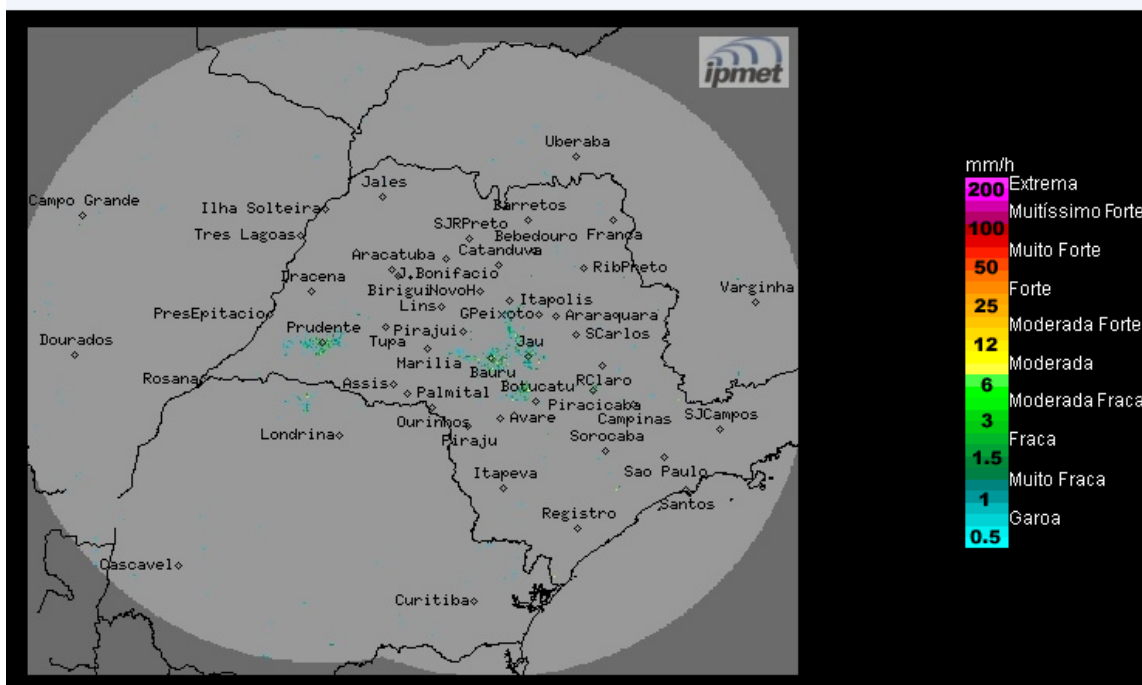 ipmet
Uberaba
Jales
Campo Grande
Ilha Solteira
Barretos
SJRPreto
Tres Lagoas
Bebedouro
Franca
Aracatuba
Catanduva
J.Bonifacio
RibPreto
Dracena
Birigui
NovoH
Varginha
Lins
Itapolis
PresEpitacio
GPeixoto
Araraquara
Prudente
Pirajui
SCarlos
Dourados
Tupa
Jau
Marilia
Bauru
Rosana
Assis
Botucatu
RClaro
Palmital
Piracicaba
Ourinhos
Avare
Campinas
SJCampos
Londrina
Piraju
Sorocaba
Itapeva
Sao Paulo
Santos
Registro
Cascavel
Curitiba
mm/h
200 Extrema
Muitíssimo Forte
100
Muito Forte
50
Forte
25
Moderada Forte
12
Moderada
6
Moderada Fraca
3
Fraca
1.5
Muito Fraca
1
Garoa
0.5